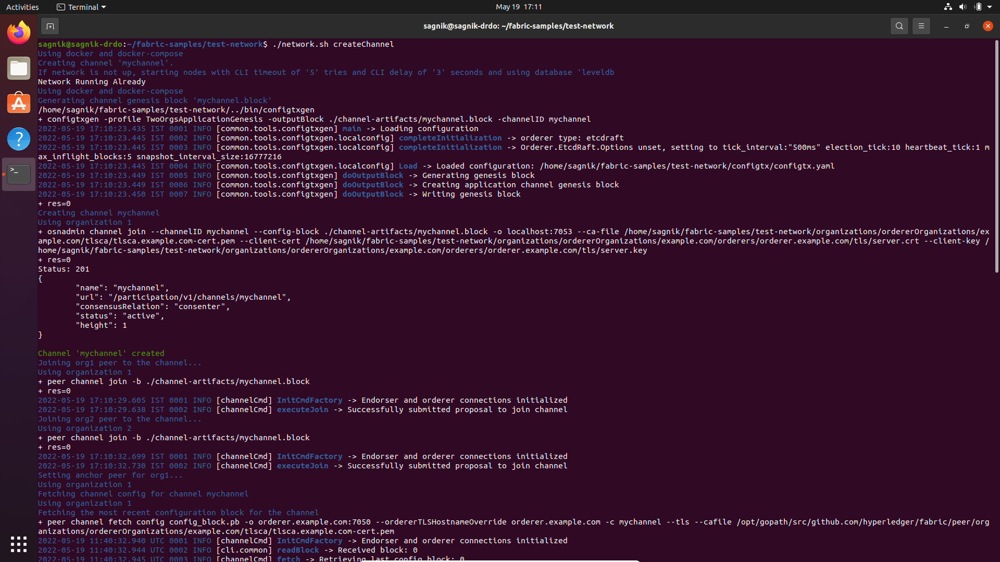 Activities
Terminal
May 19 17:11
sagnik@sagnik-drdo: ~/fabric-samples/test-network
sagnik@sagnik-drdo:~/fabric-samples/test-network$ ./network.sh createChannel
Using docker and docker-compose
Creating channel 'mychannel'.
If network is not up, starting nodes with CLI timeout of '5' tries and CLI delay of '3' seconds and using database 'leveldb
Network Running Already
Using docker and docker-compose
Generating channel genesis block 'mychannel.block'
/home/sagnik/fabric-samples/test-network/../bin/configtxgen
+ configtxgen -profile TwoOrgsApplicationGenesis -outputBlock ./channel-artifacts/mychannel.block -channelID mychannel
2022-05-19 17:10:23.435 IST 0001 INFO [common.tools.configtxgen] main -> Loading configuration
2022-05-19 17:10:23.445 IST 0002 INFO [common.tools.configtxgen.localconfig] completeInitialization -> orderer type: etcdraft
2022-05-19 17:10:23.445 IST 0003 INFO [common.tools.configtxgen.localconfig] completeInitialization -> Orderer.EtcdRaft.Options unset, setting to tick_interval:"500ms" election_tick:10 heartbeat_tick:1 m
ax_inflight_blocks:5 snapshot_interval_size:16777216
2022-05-19 17:10:23.445 IST 0004 INFO [common.tools.configtxgen.localconfig] Load -> Loaded configuration: /home/sagnik/fabric-samples/test-network/configtx/configtx.yaml
2022-05-19 17:10:23.449 IST 0005 INFO [common.tools.configtxgen] doOutputBlock -> Generating genesis block
2022-05-19 17:10:23.449 IST 0006 INFO [common.tools.configtxgen] doOutputBlock -> Creating application channel genesis block
2022-05-19 17:10:23.450 IST 0007 INFO [common.tools.configtxgen] doOutputBlock -> Writing genesis block
+ res=0
Creating channel mychannel
Using organization 1
+ osnadmin channel join --channelID mychannel --config-block ./channel-artifacts/mychannel.block -o localhost:7053 --ca-file /home/sagnik/fabric-samples/test-network/organizations/ordererOrganizations/ex
ample.com/tlsca/tlsca.example.com-cert.pem --client-cert /home/sagnik/fabric-samples/test-network/organizations/ordererOrganizations/example.com/orderers/orderer.example.com/tls/server.crt --client-key /
home/sagnik/fabric-samples/test-network/organizations/ordererOrganizations/example.com/orderers/orderer.example.com/tls/server.key
+ res=0
Status: 201
{
"name": "mychannel",
"url": "/participation/v1/channels/mychannel",
"consensusRelation": "consenter",
"status": "active",
"height": 1
}
Channel 'mychannel' created
Joining org1 peer to the channel...
Using organization 1
+ peer channel join -b ./channel-artifacts/mychannel.block
+ res=0
2022-05-19 17:10:29.605 IST 0001 INFO [channelCmd] InitCmdFactory -> Endorser and orderer connections initialized
2022-05-19 17:10:29.638 IST 0002 INFO [channelCmd] executeJoin -> Successfully submitted proposal to join channel
Joining org2 peer to the channel...
Using organization 2
+ peer channel join -b ./channel-artifacts/mychannel.block
+ res=0
2022-05-19 17:10:32.699 IST 0001 INFO [channelCmd] InitCmdFactory -> Endorser and orderer connections initialized
2022-05-19 17:10:32.730 IST 0002 INFO [channelCmd] executeJoin -> Successfully submitted proposal to join channel
Setting anchor peer for org1...
Using organization 1
Fetching channel config for channel mychannel
Using organization 1
Fetching the most recent configuration block for the channel
+ peer channel fetch config config_block.pb -o orderer.example.com:7050 --ordererTLSHostnameOverride orderer.example.com -c mychannel --tls --cafile /opt/gopath/src/github.com/hyperledger/fabric/peer/org
anizations/ordererOrganizations/example.com/tlsca/tlsca.example.com-cert.pem
2022-05-19 11:40:32.940 UTC 0001 INFO [channelCmd] InitCmdFactory -> Endorser and orderer connections initialized
2022-05-19 11:40:32.944 UTC 0002 INFO [cli.common] readBlock -> Received block: 0
2022-05-19 11:40:32.945 UTC 0003 INFO [channelCmd] fetch -> Retrieving last config block: 0